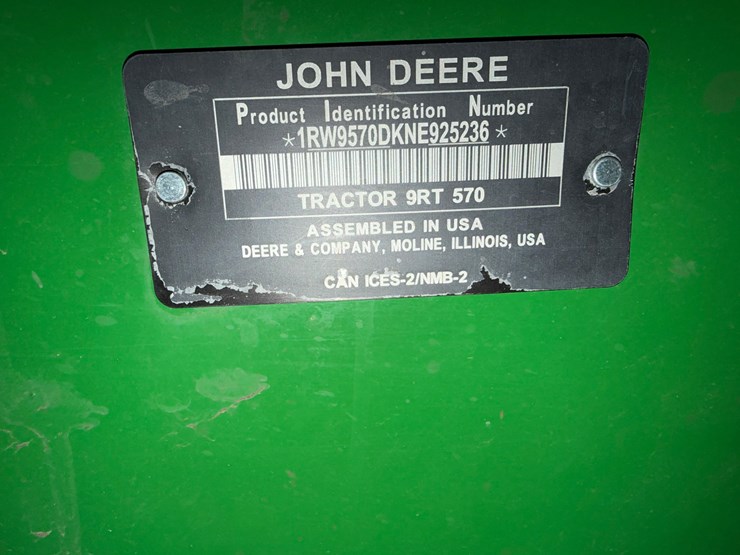 JOHN DEERE
Product Identification Number
*1RW9570DKNE925236*
TRACTOR 9RT 570
ASSEMBLED IN USA
DEERE & COMPANY, MOLINE, ILLINOIS, USA
CAN ICES-2/NMB-2